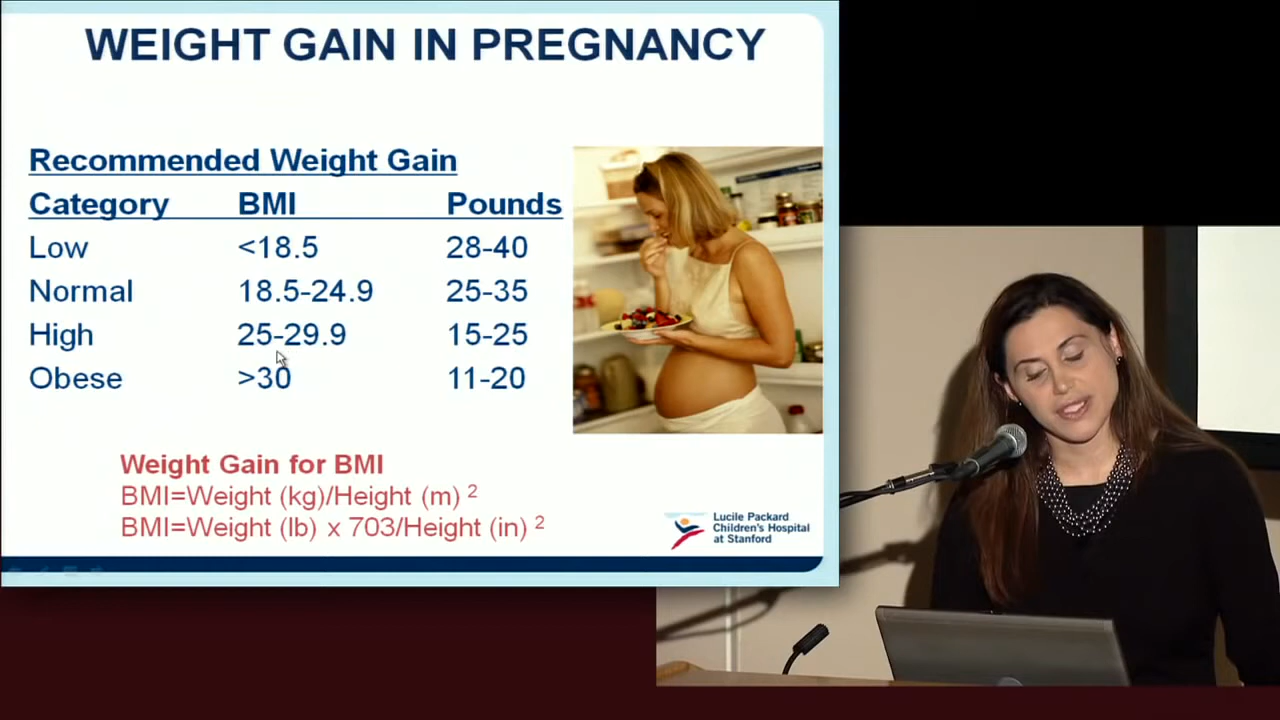 WEIGHT GAIN IN PREGNANCY
Recommended Weight Gain
Category BMI Pounds
Low <18.5 28-40
Normal 18.5-24.9 25-35
High 25-29.9 15-25
Obese >30 11-20
Weight Gain for BMI
BMI=Weight (kg)/Height (m) 2
BMI=Weight (lb) x 703/Height (in) 2
Lucile Packard
Children's Hospital
at Stanford